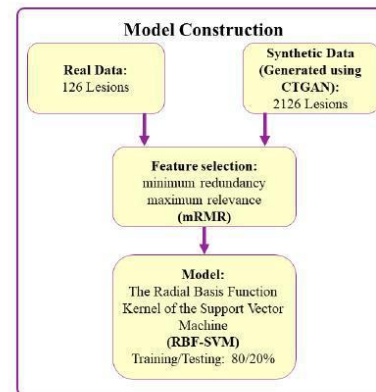 Model Construction
Real Data:
126 Lesions
Synthetic Data
(Generated using
CTGAN):
2126 Lesions
Feature selection:
minimum redundancy
maximum relevance
(mRMR)
Model:
The Radial Basis Function
Kernel of the Support Vector
Machine
(RBF-SVM)
Training/Testing: 80/20%